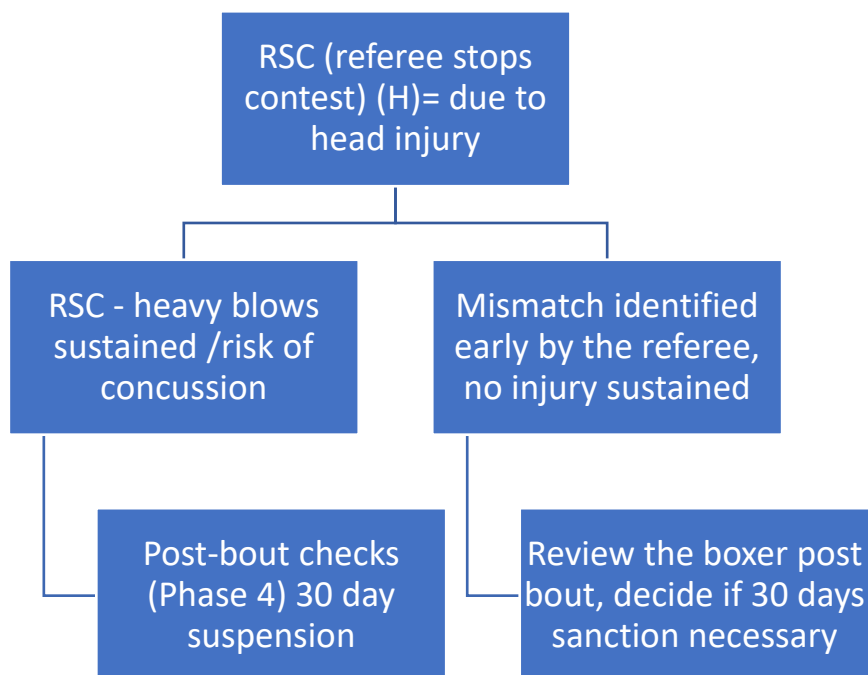 RSC (referee stops
contest) (H)= due to
head injury
RSC - heavy blows
sustained /risk of
concussion
Mismatch identified
early by the referee,
no injury sustained
Post-bout checks
(Phase 4) 30 day
suspension
Review the boxer post
bout, decide if 30 days
sanction necessary